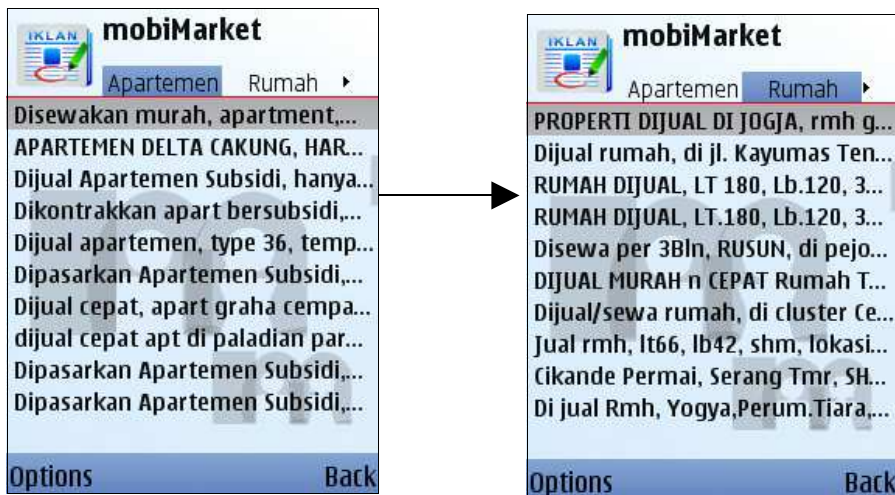 IKLAN
mobiMarket
Apartemen Rumah
Disewakan murah, apartment,...
APARTEMEN DELTA CAKUNG, HAR...
Dijual Apartemen Subsidi, hanya...
Dikontrakkan apart bersubsidi,...
Dijual apartemen, type 36, temp...
Dipasarkan Apartemen Subsidi,...
Dijual cepat, apart graha cempa...
dijual cepat apt di paladian par...
Dipasarkan Apartemen Subsidi,...
Dipasarkan Apartemen Subsidi,...
Options Back
IKLAN
mobiMarket
Apartemen Rumah
PROPERTI DIJUAL DI JOGJA, rmh g...
Dijual rumah, di jl. Kayumas Ten...
RUMAH DIJUAL, LT 180, Lb.120, 3...
RUMAH DIJUAL, LT.180, Lb.120, 3...
Disewa per 3Bln, RUSUN, di pejo...
DIJUAL MURAH n CEPAT Rumah T...
Dijual/sewa rumah, di cluster Ce...
Jual rmh, lt66, lb42, shm, lokasi...
Cikande Permai, Serang Tmr, SH...
Di jual Rmh, Yogya,Perum.Tiara,...
Options Back